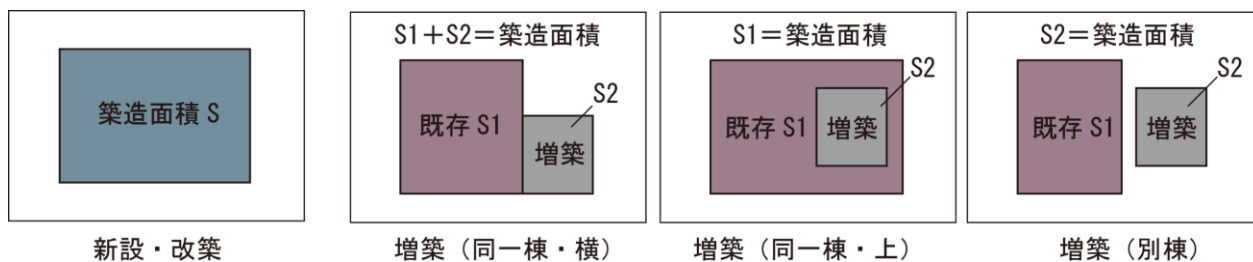 築造面積 S
新設・改築
S1＋S2＝築造面積
S2
既存 S1
増築
増築（同一棟・横）
S1＝築造面積
S2
既存 S1
増築
増築（同一棟・上）
S2＝築造面積
S2
既存 S1
増築
増築（別棟）